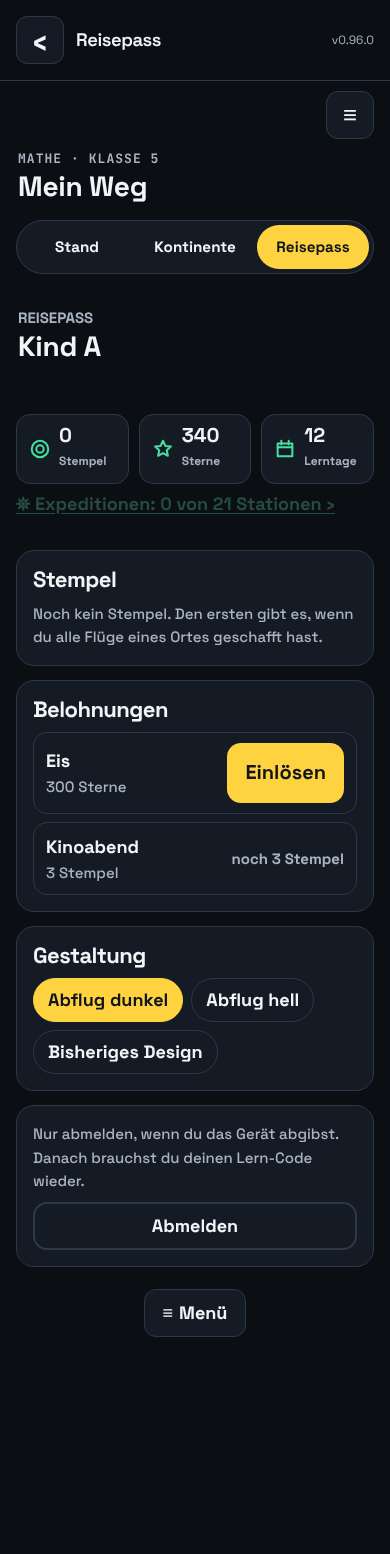 < Reisepass v0.96.0
≡
MATHE · KLASSE 5
Mein Weg
Stand Kontinente Reisepass
REISEPASS
Kind A
0 340 12
Stempel Sterne Lerntage
⛯ Expeditionen: 0 von 21 Stationen >
Stempel
Noch kein Stempel. Den ersten gibt es, wenn
du alle Flüge eines Ortes geschafft hast.
Belohnungen
Eis
300 Sterne
Einlösen
Kinoabend
3 Stempel
noch 3 Stempel
Gestaltung
Abflug dunkel Abflug hell
Bisheriges Design
Nur abmelden, wenn du das Gerät abgibst.
Danach brauchst du deinen Lern-Code
wieder.
Abmelden
≡ Menü